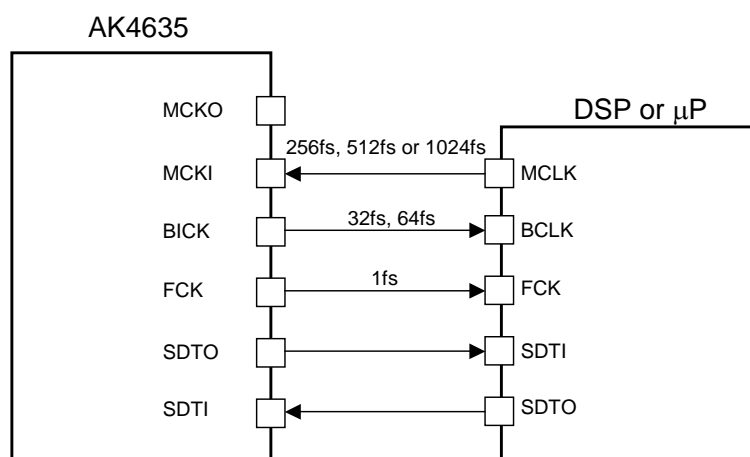 AK4635
DSP or μP
MCKO
256fs, 512fs or 1024fs
MCKI
MCLK
32fs, 64fs
BICK
BCLK
1fs
FCK
FCK
SDTO
SDTI
SDTI
SDTO